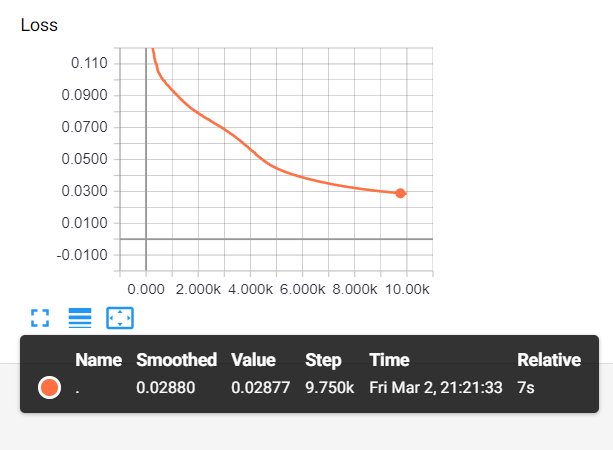 Loss
0.110
0.0900
0.0700
0.0500
0.0300
0.0100
-0.0100
0.000 2.000k 4.000k 6.000k 8.000k 10.00k
Name Smoothed Value Step Time Relative
. 0.02880 0.02877 9.750k Fri Mar 2, 21:21:33 7s